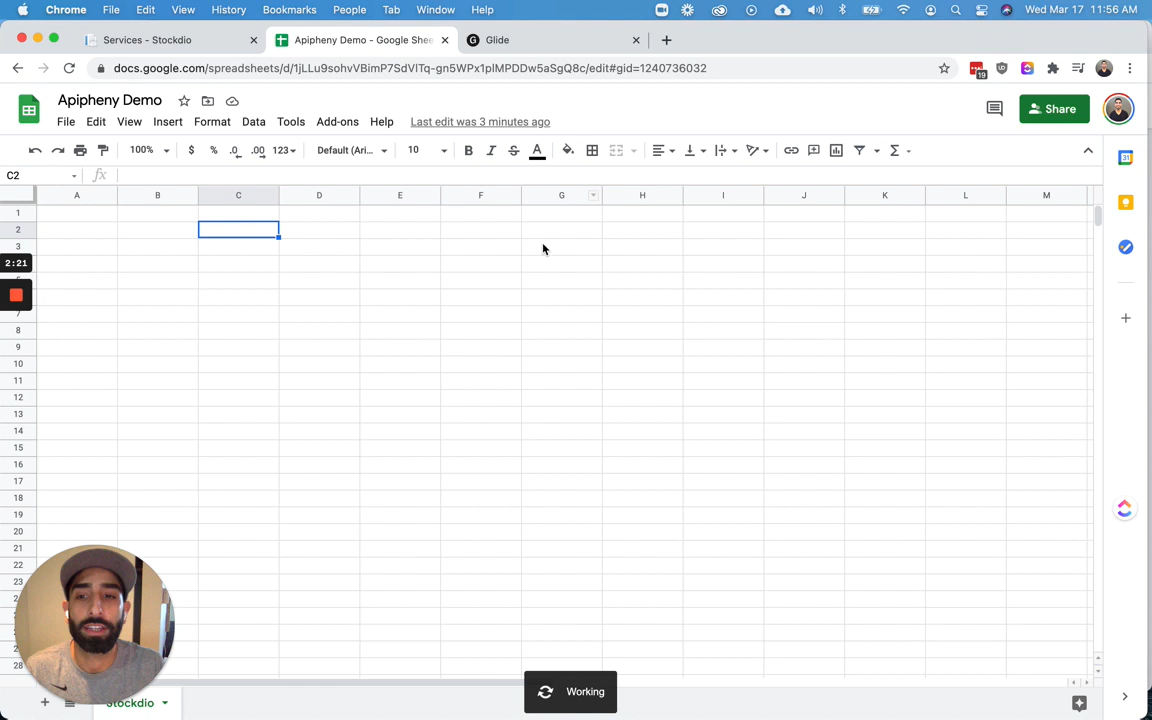 Chrome File Edit View History Bookmarks People Tab Window Help Wed Mar 17 11:56 AM
Services - Stockdio Apipheny Demo - Google Shee Glide
docs.google.com/spreadsheets/d/1jLLu9sohvVBimP7SdVlTq-gn5WPx1plMPDDw5aSgQ8c/edit#gid=1240736032 19
Apipheny Demo
File Edit View Insert Format Data Tools Add-ons Help Last edit was 3 minutes ago
Share
100% $ % .0 .00 123 Default (Ari... 10 B I S A
C2 fx
A B C D E F G H I J K L M
1
2
3
2:21
7
8
9
10
11
12
13
14
15
16
17
18
19
20
21
22
23
28
Working
Stockdio
31